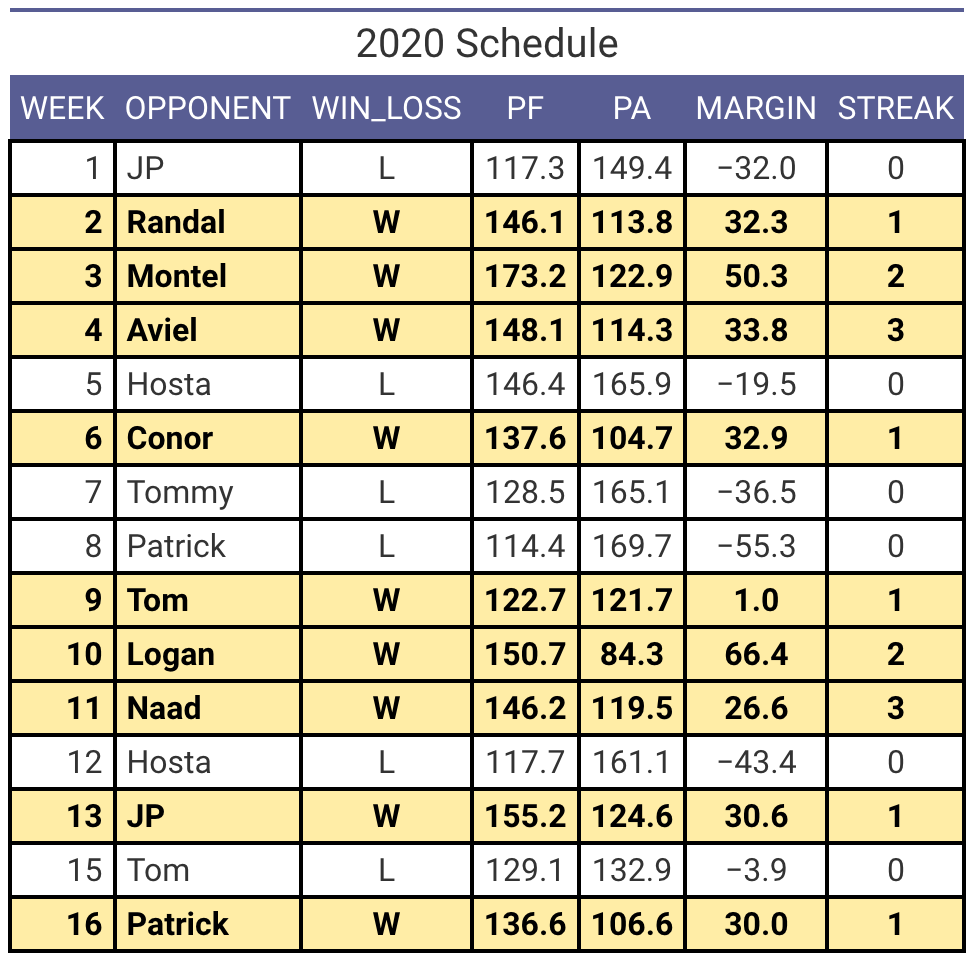 2020 Schedule
WEEK OPPONENT WIN_LOSS PF PA MARGIN STREAK
1 JP L 117.3 149.4 −32.0 0
2 Randal W 146.1 113.8 32.3 1
3 Montel W 173.2 122.9 50.3 2
4 Aviel W 148.1 114.3 33.8 3
5 Hosta L 146.4 165.9 −19.5 0
6 Conor W 137.6 104.7 32.9 1
7 Tommy L 128.5 165.1 −36.5 0
8 Patrick L 114.4 169.7 −55.3 0
9 Tom W 122.7 121.7 1.0 1
10 Logan W 150.7 84.3 66.4 2
11 Naad W 146.2 119.5 26.6 3
12 Hosta L 117.7 161.1 −43.4 0
13 JP W 155.2 124.6 30.6 1
15 Tom L 129.1 132.9 −3.9 0
16 Patrick W 136.6 106.6 30.0 1